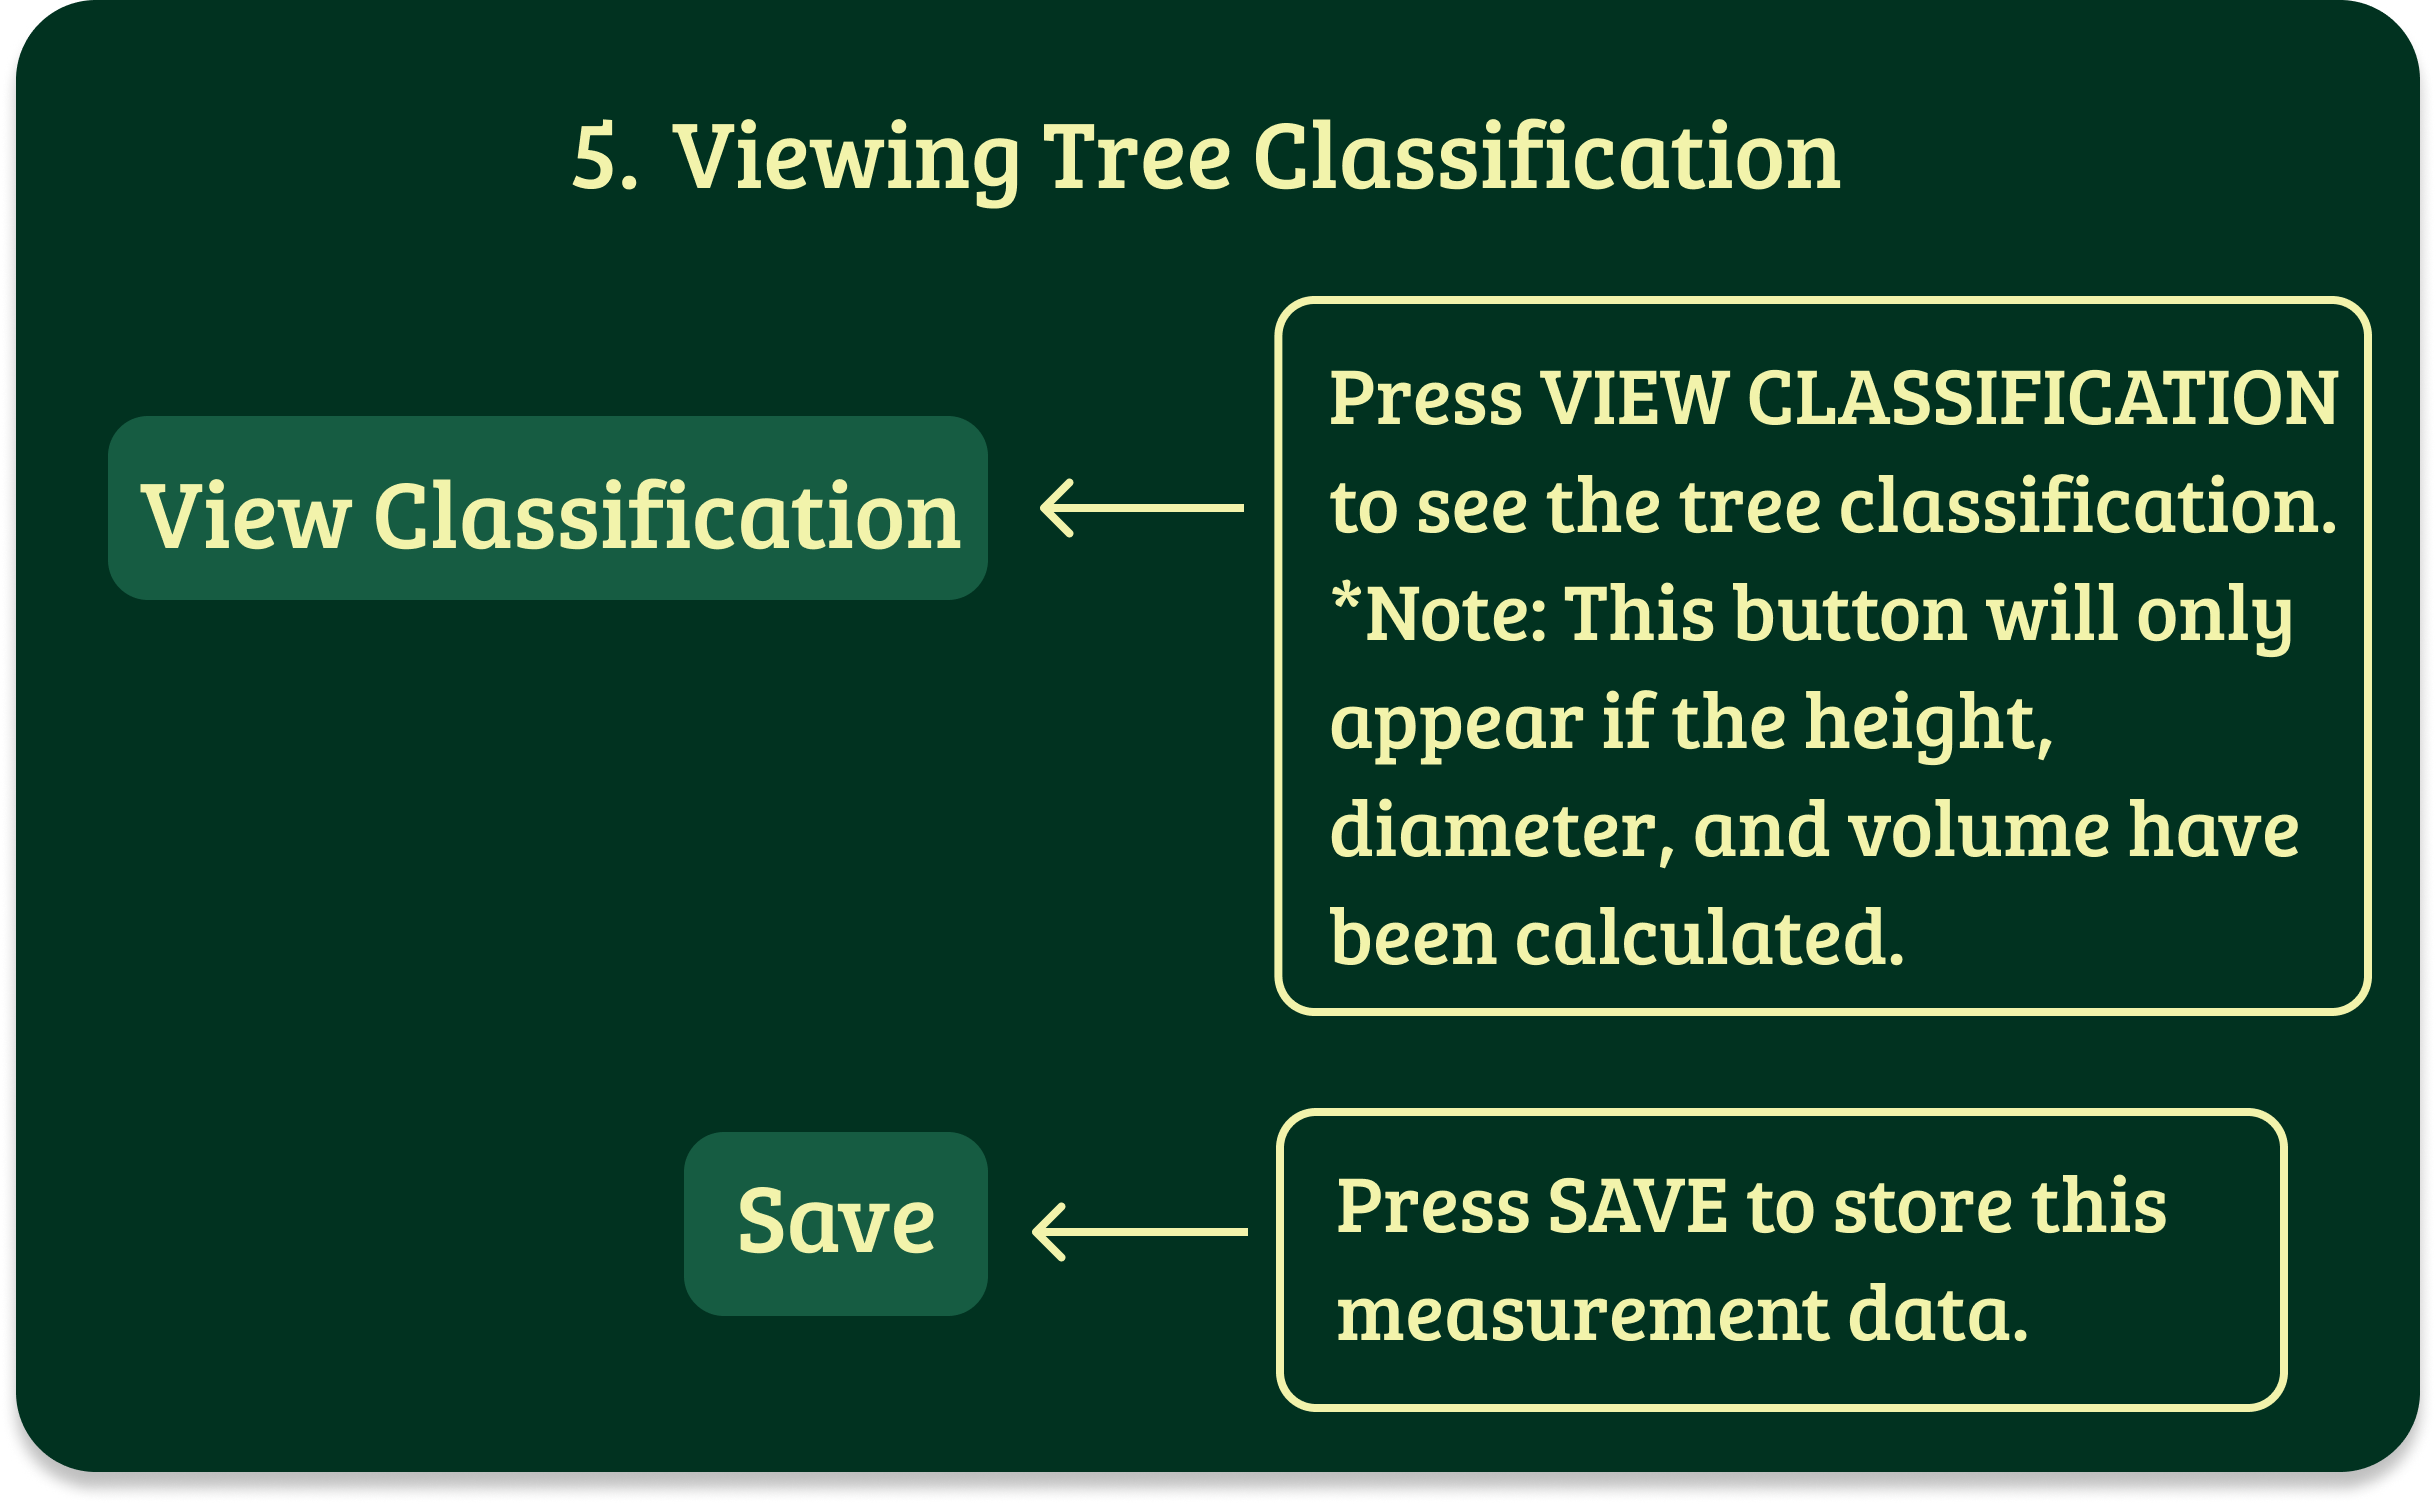 5. Viewing Tree Classification
View Classification
Press VIEW CLASSIFICATION
to see the tree classification.
*Note: This button will only
appear if the height,
diameter, and volume have
been calculated.
Save
Press SAVE to store this
measurement data.